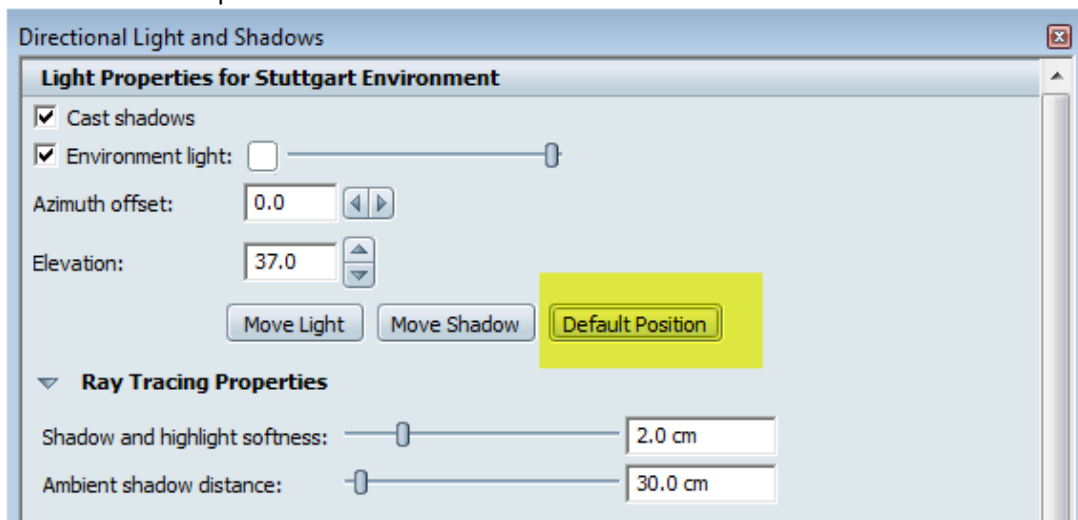 Directional Light and Shadows
Light Properties for Stuttgart Environment
Cast shadows
Environment light:
Azimuth offset: 0.0
Elevation: 37.0
Move Light Move Shadow Default Position
Ray Tracing Properties
Shadow and highlight softness: 2.0 cm
Ambient shadow distance: 30.0 cm